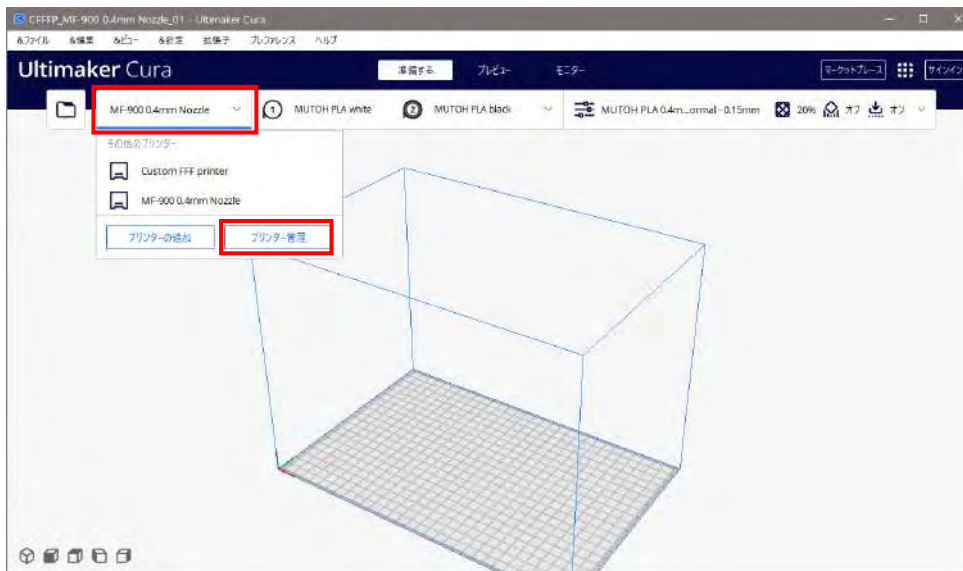 CFFFP_MF-900 0.4mm Nozzle_01 - Ultimaker Cura
&ファイル &編集 &ビュー &設定 拡張子 プレファレンス ヘルプ
Ultimaker Cura 準備する プレビュー モニター マーケットプレース サインイン
MF-900 0.4mm Nozzle 1 MUTOH PLA white 2 MUTOH PLA black MUTOH PLA 0.4m...ormal - 0.15mm 20% オフ オン
その他のプリンター
Custom FFF printer
MF-900 0.4mm Nozzle
プリンターの追加 プリンター管理